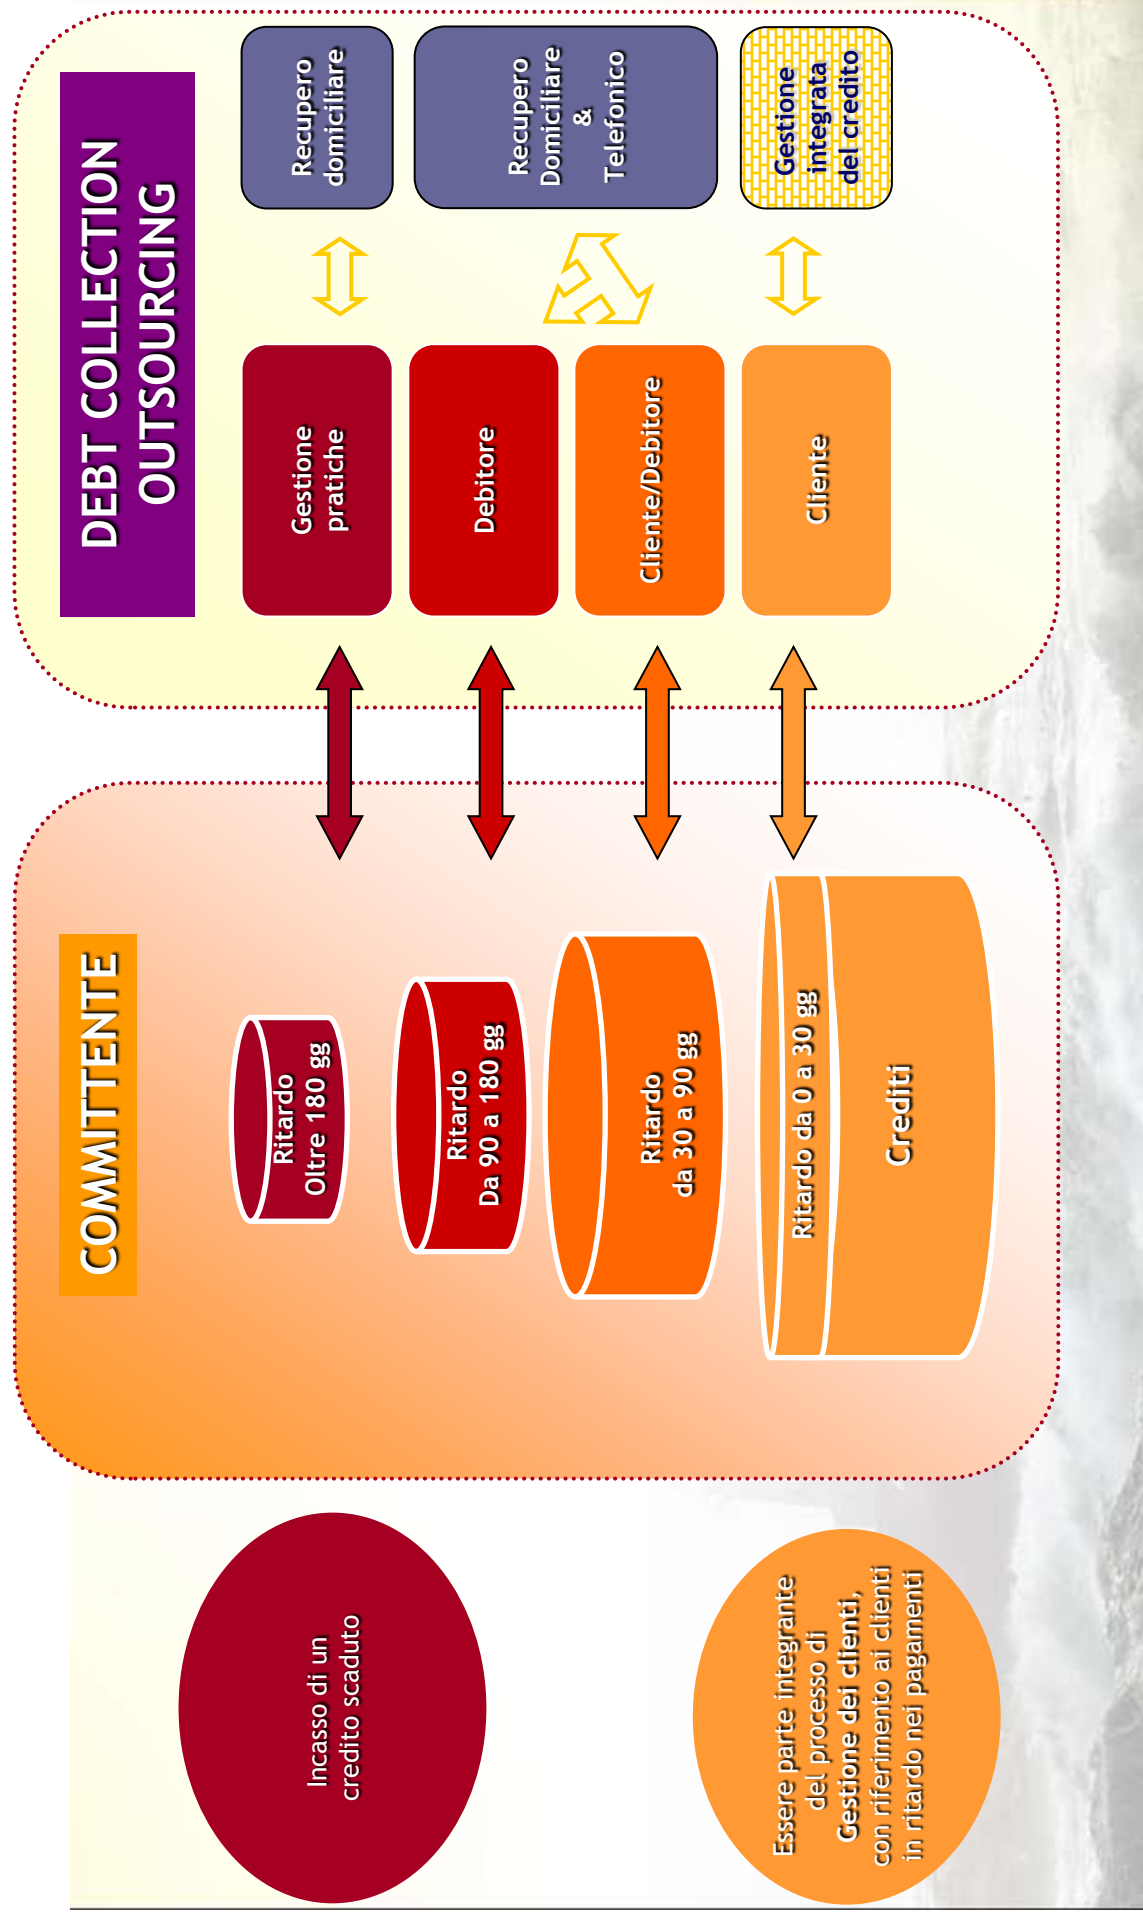 Incasso di un
credito scaduto
Essere parte integrante
del processo di
Gestione dei clienti,
con riferimento ai clienti
in ritardo nei pagamenti
COMMITTENTE
Ritardo
Oltre 180 gg
Ritardo
Da 90 a 180 gg
Ritardo
da 30 a 90 gg
Ritardo da 0 a 30 gg
Crediti
DEBT COLLECTION
OUTSOURCING
Gestione
pratiche
Debitore
Cliente/Debitore
Cliente
Recupero
domiciliare
Recupero
Domiciliare
&
Telefonico
Gestione
integrata
del credito